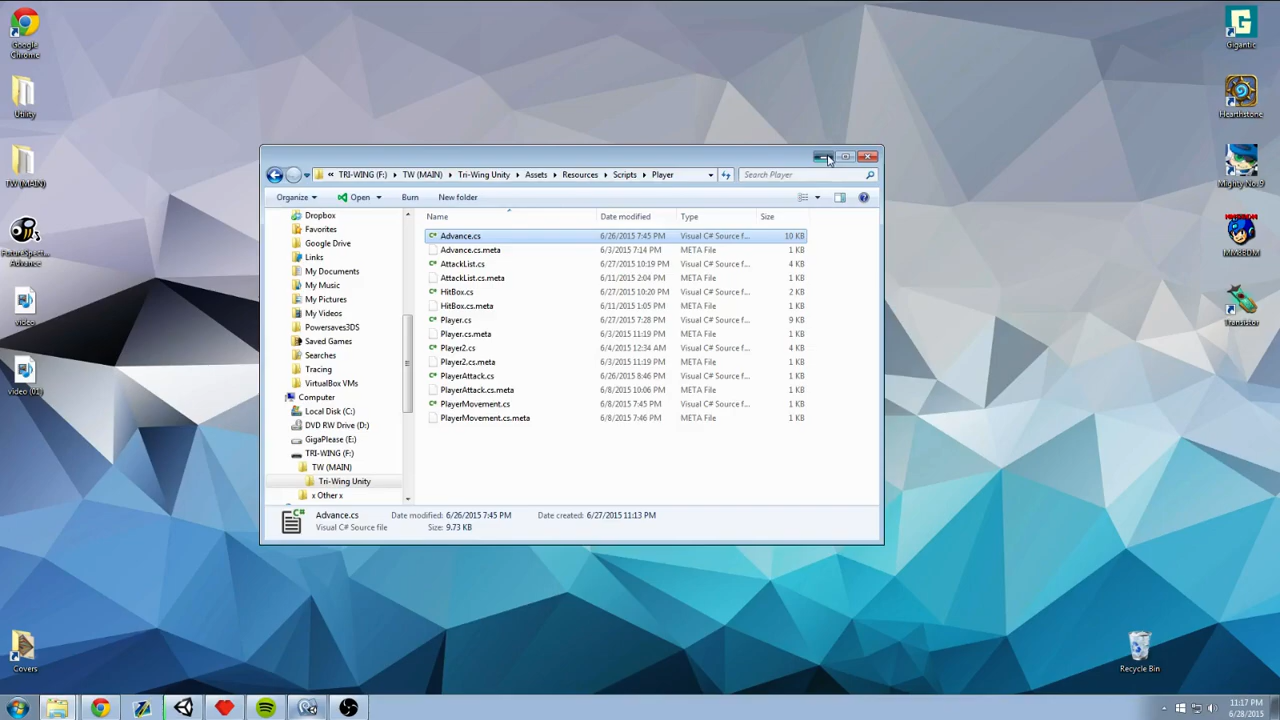 Google
Chrome
Utility
TW (MAIN)
Advance
video
video (01)
Covers
Gigantic
Hearthstone
Mighty No. 9
MM8BDM
Transistor
Recycle Bin
« TRI-WING (F:) TW (MAIN) Tri-Wing Unity Assets Resources Scripts Player
Search Player
Organize Open Burn New folder
Dropbox
Favorites
Google Drive
Links
My Documents
My Music
My Pictures
My Videos
Powersaves3DS
Saved Games
Searches
Tracing
VirtualBox VMs
Computer
Local Disk (C:)
DVD RW Drive (D:)
GigaPlease (E:)
TRI-WING (F:)
TW (MAIN)
Tri-Wing Unity
x Other x
Name Date modified Type Size
Advance.cs 6/26/2015 7:45 PM Visual C# Source f... 10 KB
Advance.cs.meta 6/3/2015 7:14 PM META File 1 KB
AttackList.cs 6/27/2015 10:19 PM Visual C# Source f... 4 KB
AttackList.cs.meta 6/11/2015 2:04 PM META File 1 KB
HitBox.cs 6/27/2015 10:20 PM Visual C# Source f... 2 KB
HitBox.cs.meta 6/11/2015 1:05 PM META File 1 KB
Player.cs 6/27/2015 7:28 PM Visual C# Source f... 9 KB
Player.cs.meta 6/3/2015 11:19 PM META File 1 KB
Player2.cs 6/4/2015 12:34 AM Visual C# Source f... 4 KB
Player2.cs.meta 6/3/2015 11:19 PM META File 1 KB
PlayerAttack.cs 6/26/2015 8:46 PM Visual C# Source f... 1 KB
PlayerAttack.cs.meta 6/8/2015 10:06 PM META File 1 KB
PlayerMovement.cs 6/8/2015 7:45 PM Visual C# Source f... 1 KB
PlayerMovement.cs.meta 6/8/2015 7:46 PM META File 1 KB
Advance.cs Date modified: 6/26/2015 7:45 PM Date created: 6/27/2015 11:13 PM
Visual C# Source file Size: 9.73 KB
11:17 PM
6/28/2015